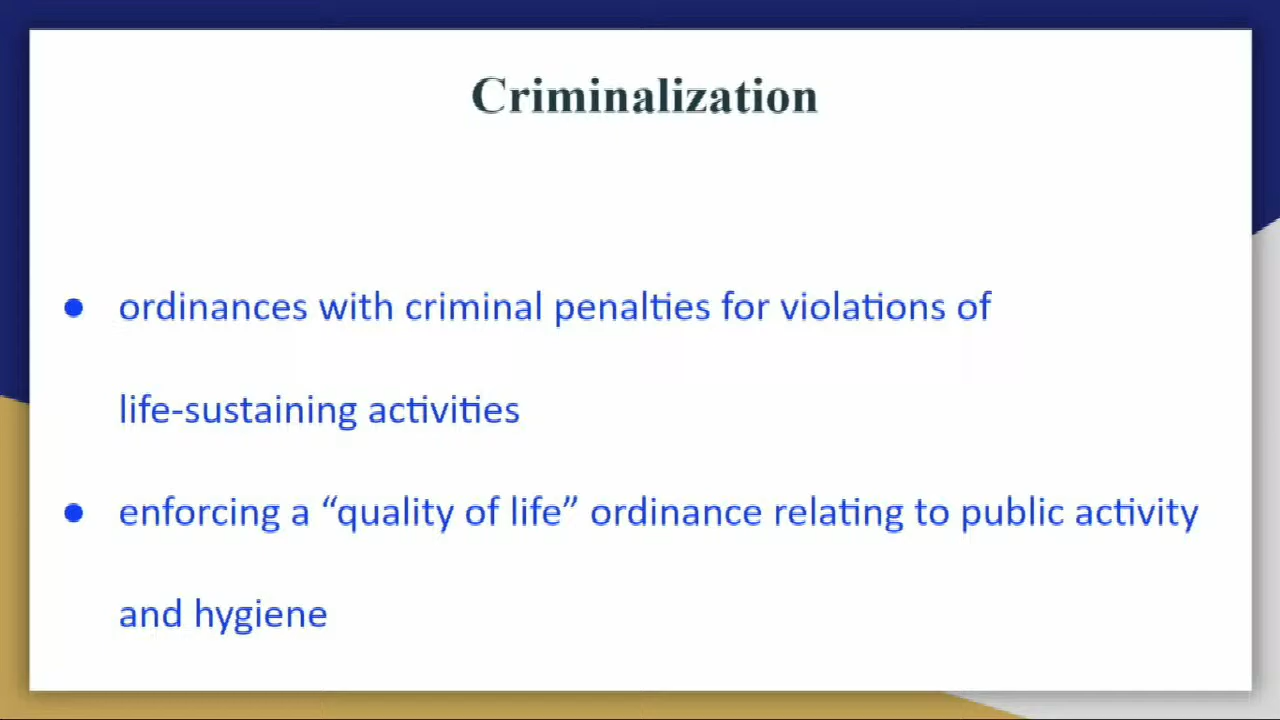 Criminalization
● ordinances with criminal penalties for violations of
life-sustaining activities
● enforcing a “quality of life” ordinance relating to public activity
and hygiene